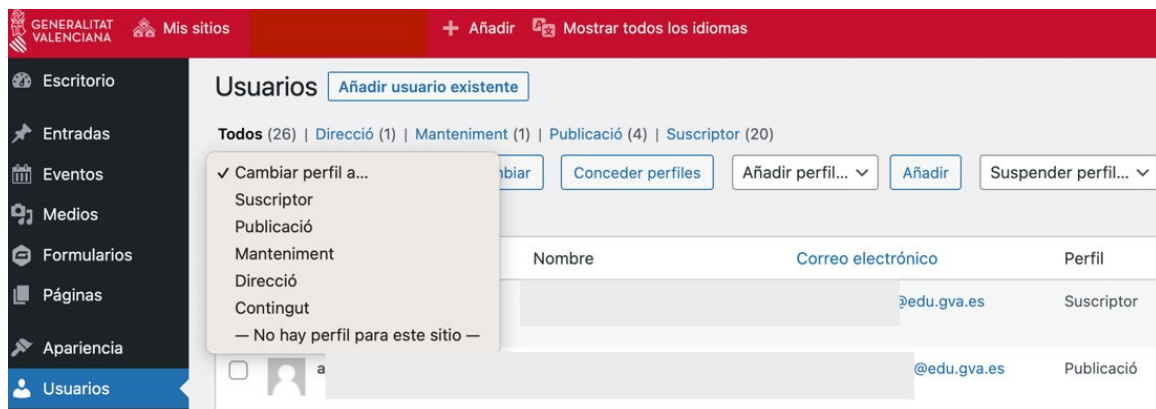 GENERALITAT
VALENCIANA
Mis sitios
Añadir
Mostrar todos los idiomas
Escritorio
Entradas
Eventos
Medios
Formularios
Páginas
Apariencia
Usuarios
Usuarios
Añadir usuario existente
Todos (26) | Direcció (1) | Manteniment (1) | Publicació (4) | Suscriptor (20)
✓ Cambiar perfil a...
Suscriptor
Publicació
Manteniment
Direcció
Contingut
— No hay perfil para este sitio —
Conceder perfiles
Añadir perfil...
Añadir
Suspender perfil...
Nombre
Correo electrónico
Perfil
@edu.gva.es
Suscriptor
a
@edu.gva.es
Publicació